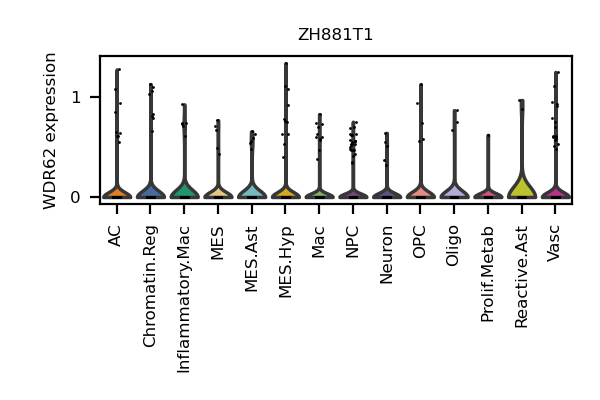 ZH881T1
WDR62 expression
1
0
AC
Chromatin.Reg
Inflammatory.Mac
MES
MES.Ast
MES.Hyp
Mac
NPC
Neuron
OPC
Oligo
Prolif.Metab
Reactive.Ast
Vasc